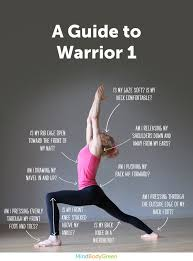 A Guide to
Warrior 1
IS MY GAZE SOFT? IS MY
NECK COMFORTABLE?
IS MY RIB CAGE OPEN
TOWARD THE FRONT OF
MY MAT?
AM I RELEASING MY
SHOULDERS DOWN AND
AWAY FROM MY EARS?
AM I DRAWING MY
NAVEL IN AND UP?
AM I PUSHING MY
BACK HIP FORWARD?
AM I PRESSING EVENLY
THROUGH MY FRONT
FOOT AND TOES?
IS MY FRONT
KNEE STACKED
ABOVE MY
ANKLE?
IS MY BACK
KNEE IN A
AM I PRESSING THROUGH
THE OUTSIDE EDGE OF MY
BACK FOOT?
MindBodyGreen